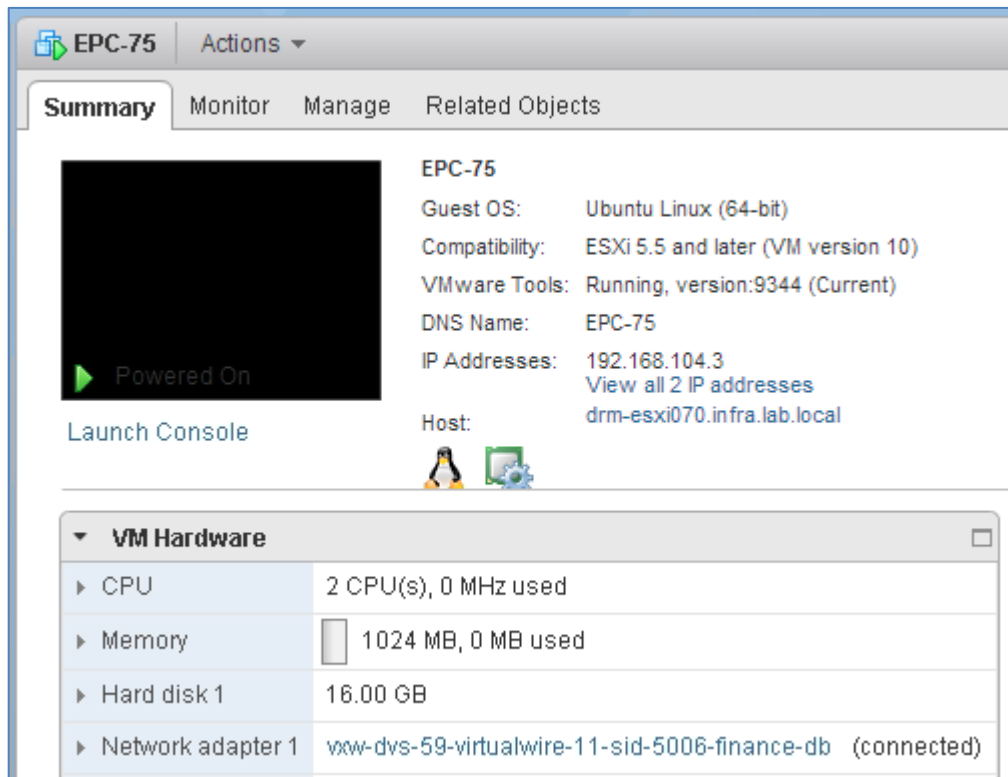 EPC-75 Actions
Summary Monitor Manage Related Objects
EPC-75
Guest OS: Ubuntu Linux (64-bit)
Compatibility: ESXi 5.5 and later (VM version 10)
VMware Tools: Running, version:9344 (Current)
DNS Name: EPC-75
IP Addresses: 192.168.104.3
View all 2 IP addresses
Host: drm-esxi070.infra.lab.local
Powered On
Launch Console
VM Hardware
CPU 2 CPU(s), 0 MHz used
Memory 1024 MB, 0 MB used
Hard disk 1 16.00 GB
Network adapter 1 vxw-dvs-59-virtualwire-11-sid-5006-finance-db (connected)